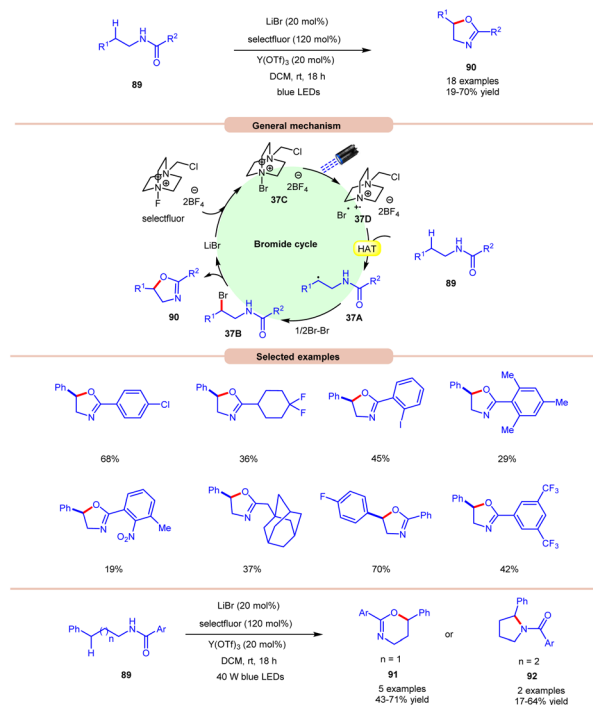 H
H
N
R1
R2
O
89
LiBr (20 mol%)
selectfluor (120 mol%)
Y(OTf)3 (20 mol%)
DCM, rt, 18 h
blue LEDs
R1
O
R2
N
90
18 examples
19-70% yield
General mechanism
Cl
N
N
F
2BF4
selectfluor
Cl
N
N
Br
2BF4
37C
Cl
N
N
Br
2BF4
37D
LiBr
Bromide cycle
HAT
H
H
N
R1
R2
O
89
O
R2
R1
N
90
Br
H
N
R1
R2
O
37B
1/2Br-Br
H
N
R1
R2
O
37A
Selected examples
Ph
O
N
Cl
68%
Ph
O
N
F
F
36%
Ph
O
N
I
45%
Ph
O
N
Me
Me
Me
29%
Ph
O
N
NO2
Me
19%
Ph
O
N
37%
F
O
Ph
N
70%
Ph
O
N
CF3
CF3
42%
Ph
H
n
H
N
Ar
O
89
LiBr (20 mol%)
selectfluor (120 mol%)
Y(OTf)3 (20 mol%)
DCM, rt, 18 h
40 W blue LEDs
Ar
O
Ph
N
n = 1
91
5 examples
43-71% yield
or
Ph
N
O
Ar
n = 2
92
2 examples
17-64% yield